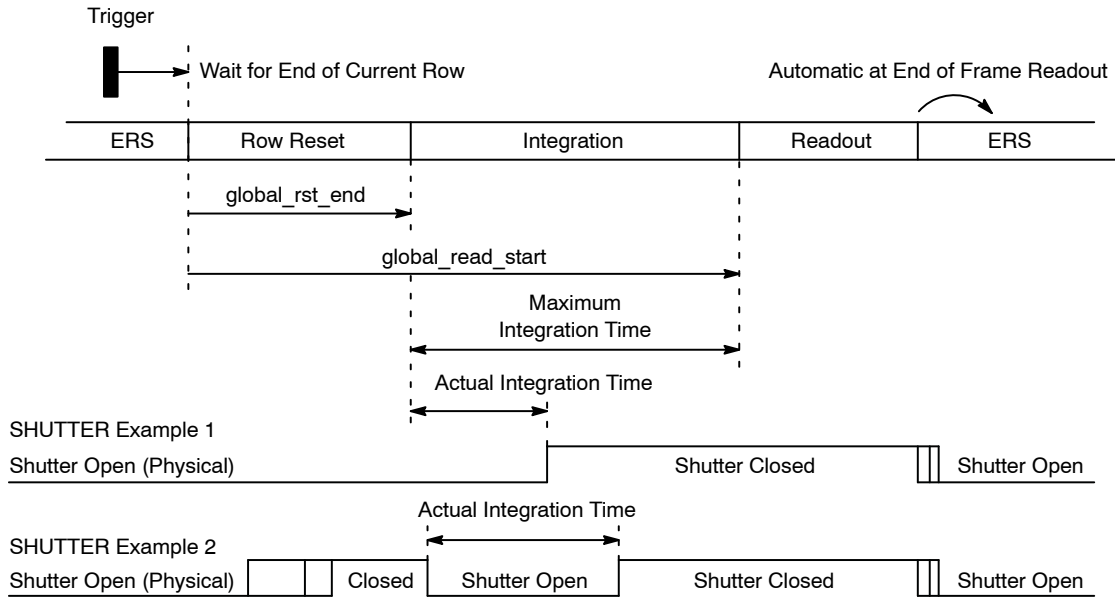 Trigger
Wait for End of Current Row
Automatic at End of Frame Readout
ERS Row Reset Integration Readout ERS
global_rst_end
global_read_start
Maximum
Integration Time
Actual Integration Time
SHUTTER Example 1
Shutter Open (Physical) Shutter Closed Shutter Open
Actual Integration Time
SHUTTER Example 2
Shutter Open (Physical) Closed Shutter Open Shutter Closed Shutter Open